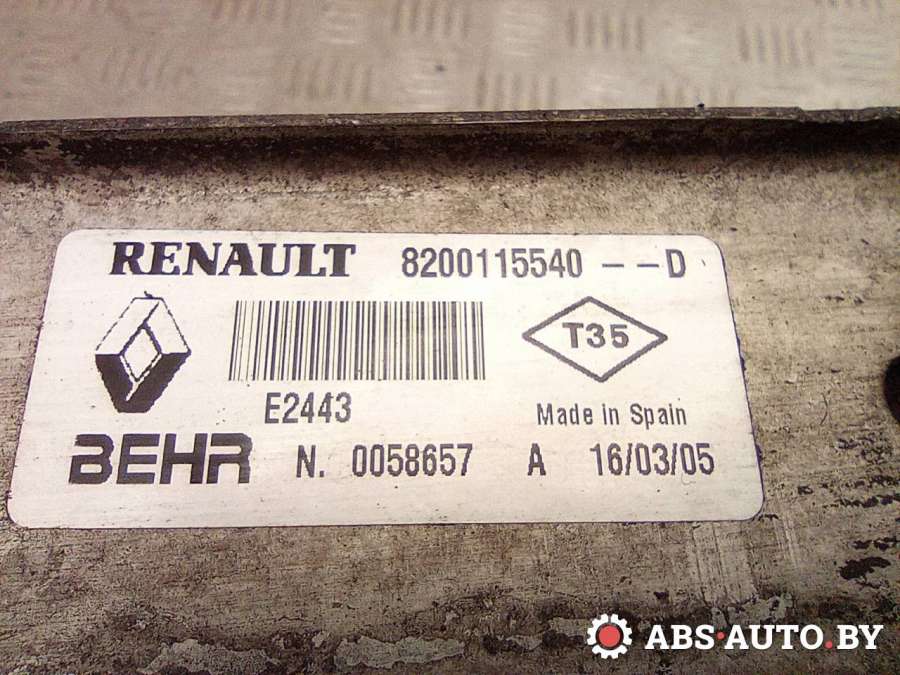 RENAULT 8200115540 - - D
T35
E2443
Made in Spain
BEHR N. 0058657 A 16/03/05
ABS-AUTO.BY